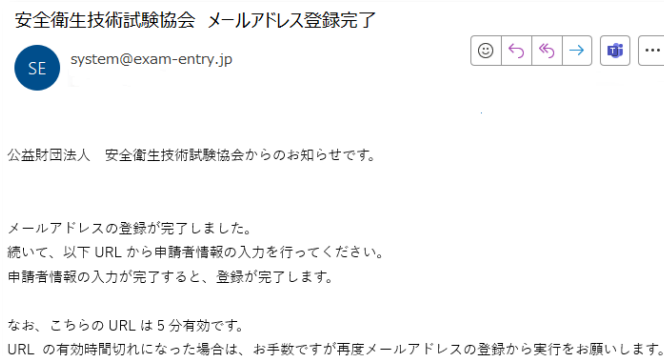 安全衛生技術試験協会　メールアドレス登録完了
SE
system@exam-entry.jp
公益財団法人　安全衛生技術試験協会からのお知らせです。
メールアドレスの登録が完了しました。
続いて、以下 URL から申請者情報の入力を行ってください。
申請者情報の入力が完了すると、登録が完了します。
なお、こちらの URL は 5 分有効です。
URL の有効時間切れになった場合は、お手数ですが再度メールアドレスの登録から実行をお願いします。